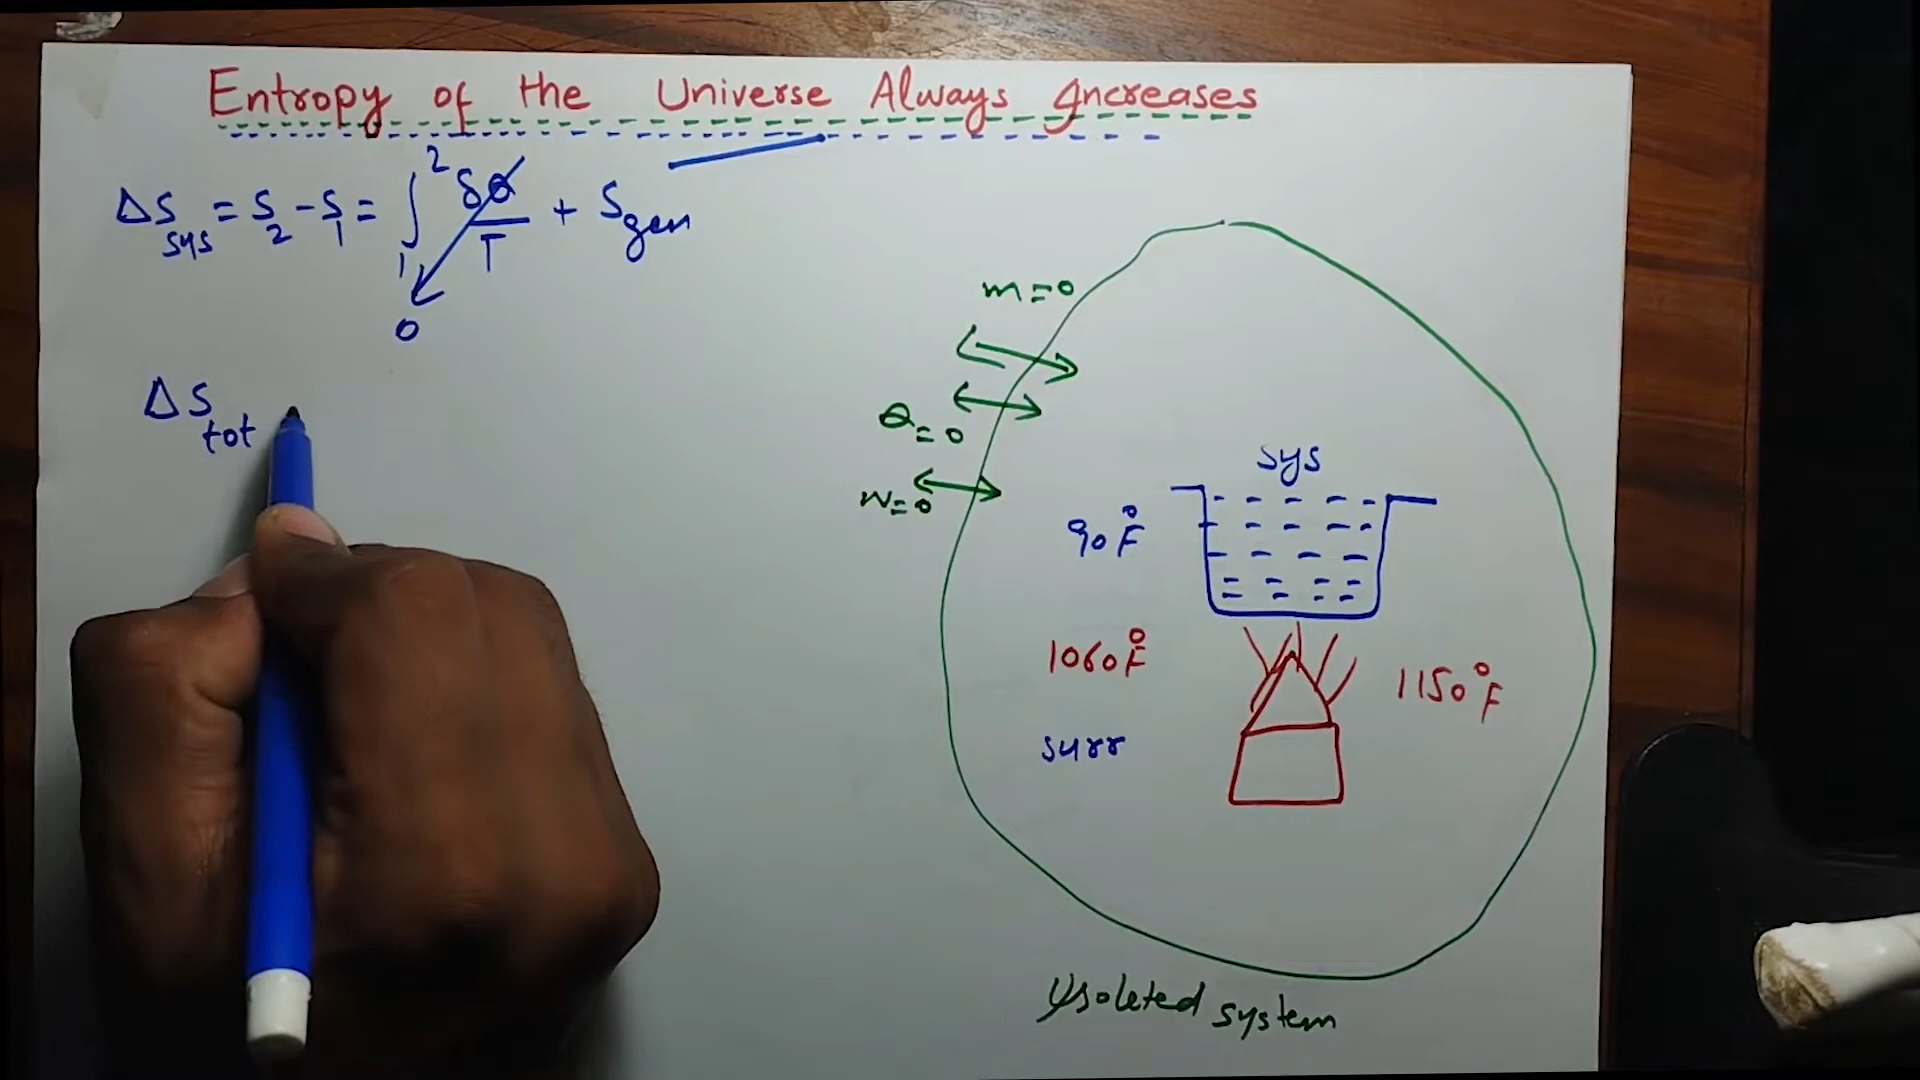 Entropy of the Universe Always Increases
ΔS_sys = S_2 - S_1 = ∫_1^2 δQ/T + S_gen
0
ΔS_tot
m=0
Q=0
W=0
sys
90°F
1060°F
1150°F
surr
Isoleted system